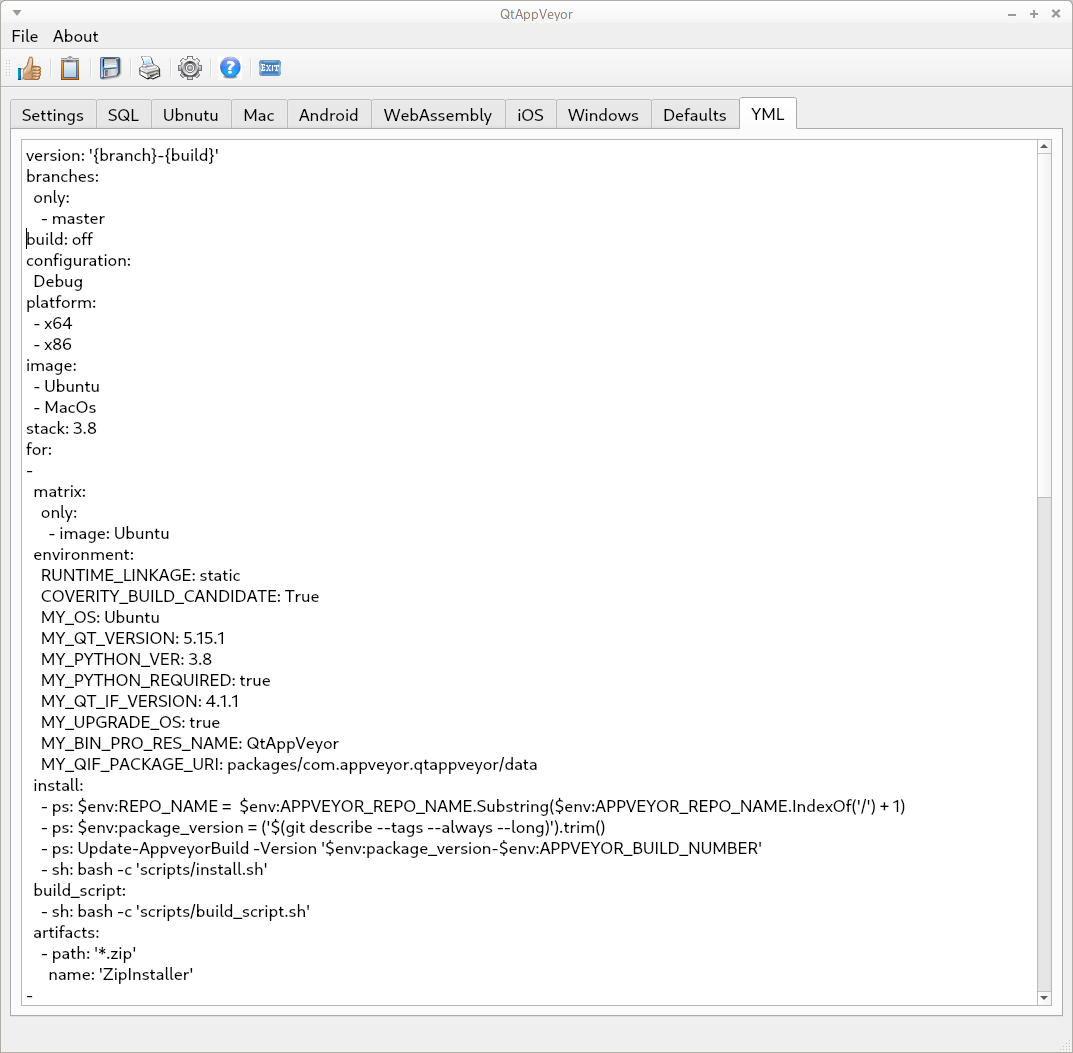 QtAppVeyor
File About
EXIT
Settings SQL Ubnutu Mac Android WebAssembly iOS Windows Defaults YML
version: '{branch}-{build}'
branches:
  only:
    - master
build: off
configuration:
  Debug
platform:
  - x64
  - x86
image:
  - Ubuntu
  - MacOs
stack: 3.8
for:
-
  matrix:
    only:
      - image: Ubuntu
  environment:
    RUNTIME_LINKAGE: static
    COVERITY_BUILD_CANDIDATE: True
    MY_OS: Ubuntu
    MY_QT_VERSION: 5.15.1
    MY_PYTHON_VER: 3.8
    MY_PYTHON_REQUIRED: true
    MY_QT_IF_VERSION: 4.1.1
    MY_UPGRADE_OS: true
    MY_BIN_PRO_RES_NAME: QtAppVeyor
    MY_QIF_PACKAGE_URI: packages/com.appveyor.qtappveyor/data
  install:
    - ps: $env:REPO_NAME =  $env:APPVEYOR_REPO_NAME.Substring($env:APPVEYOR_REPO_NAME.IndexOf('/') + 1)
    - ps: $env:package_version = ('$(git describe --tags --always --long)').trim()
    - ps: Update-AppveyorBuild -Version '$env:package_version-$env:APPVEYOR_BUILD_NUMBER'
    - sh: bash -c 'scripts/install.sh'
  build_script:
    - sh: bash -c 'scripts/build_script.sh'
  artifacts:
    - path: '*.zip'
      name: 'ZipInstaller'
-